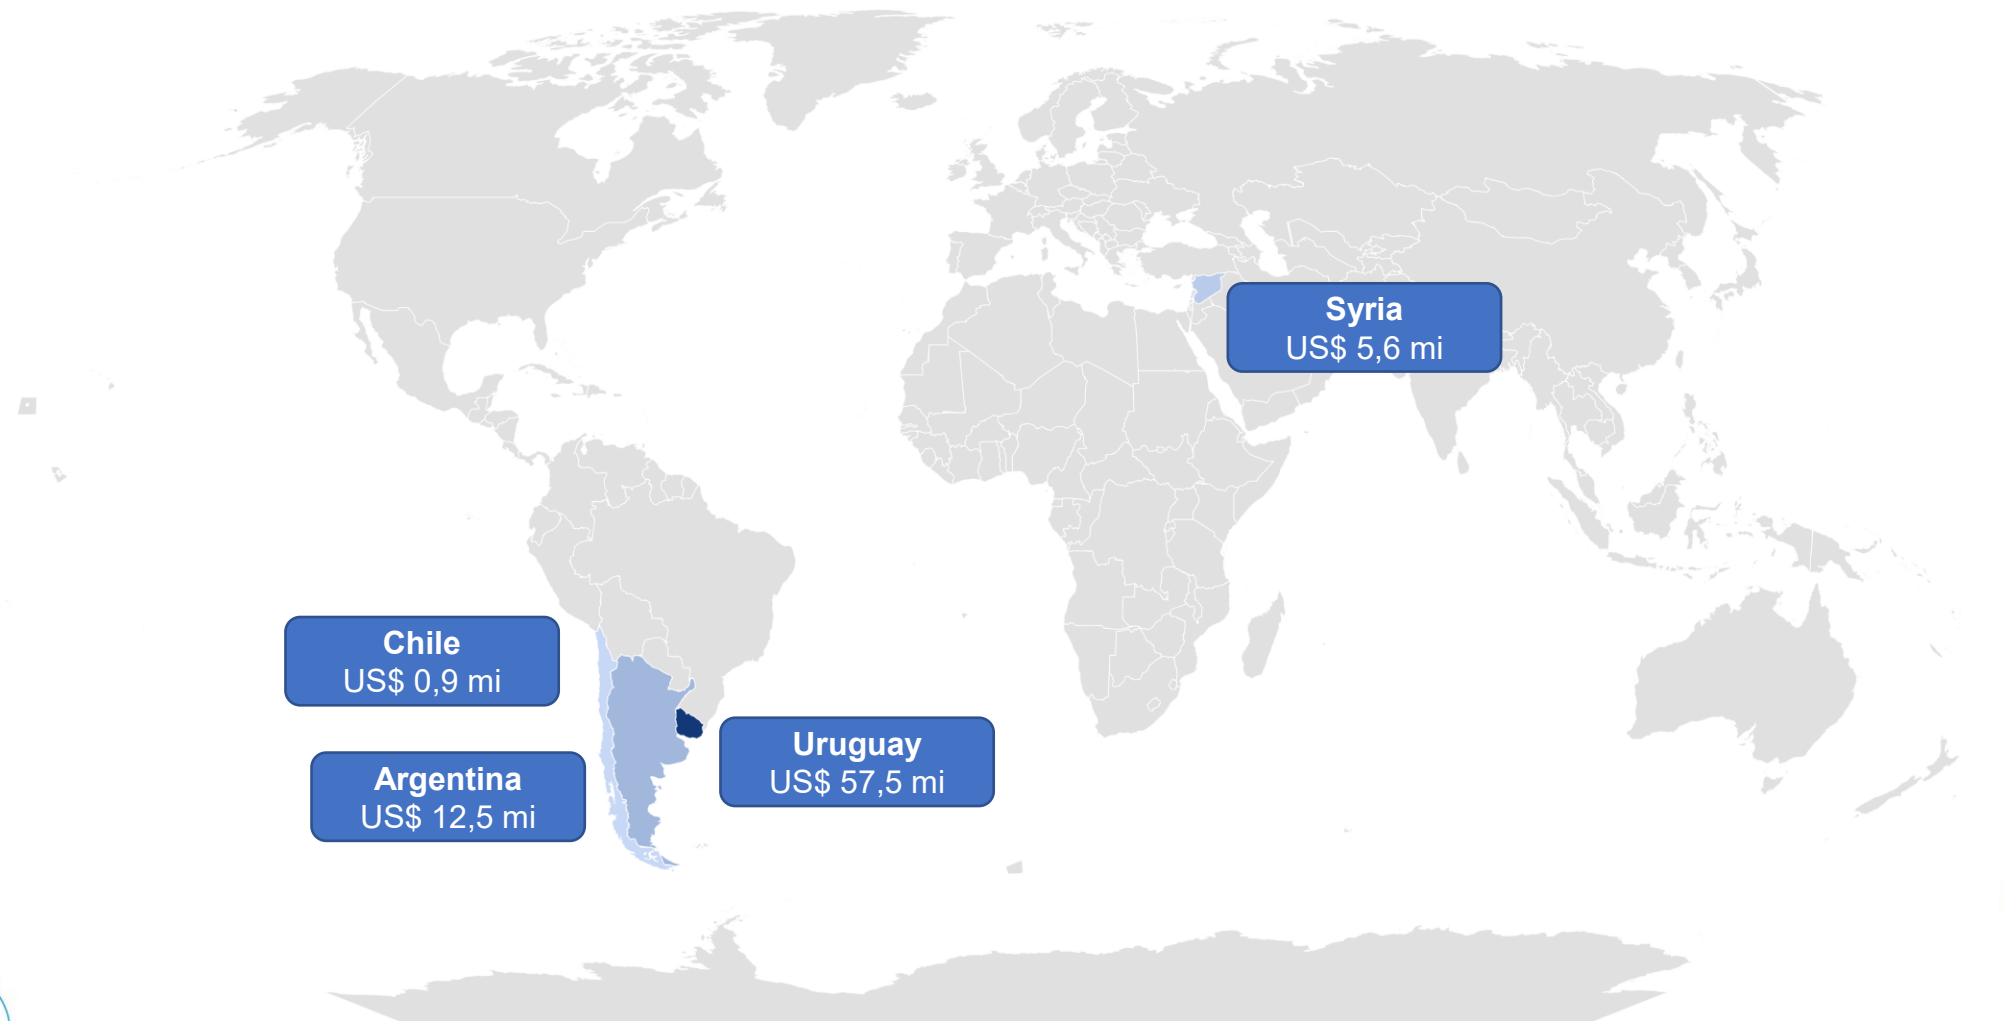 Syria
US$ 5,6 mi
Chile
US$ 0,9 mi
Uruguay
US$ 57,5 mi
Argentina
US$ 12,5 mi